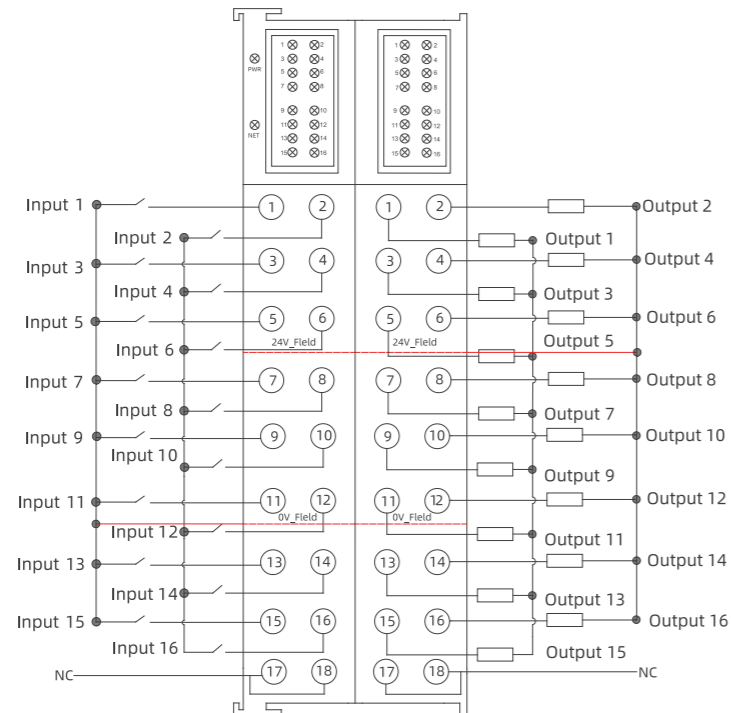 1 2 1 2
3 4 3 4
PWR 5 6 5 6
7 8 7 8
9 10 9 10
11 12 11 12
NET 13 14 13 14
15 16 15 16
Input 1 1 2 1 2 Output 2
Input 2 Output 1
Input 3 3 4 3 4 Output 4
Input 4 Output 3
Input 5 5 6 5 6 Output 6
24V_Fleld 24V_Fleld Output 5
Input 6
Input 7 7 8 7 8 Output 8
Input 8 Output 7
Input 9 9 10 9 10 Output 10
Input 10 Output 9
Input 11 11 12 11 12 Output 12
0V_Fleld 0V_Fleld
Input 12 Output 11
Input 13 13 14 13 14 Output 14
Input 14 Output 13
Input 15 15 16 15 16 Output 16
Input 16 Output 15
NC 17 18 17 18 NC